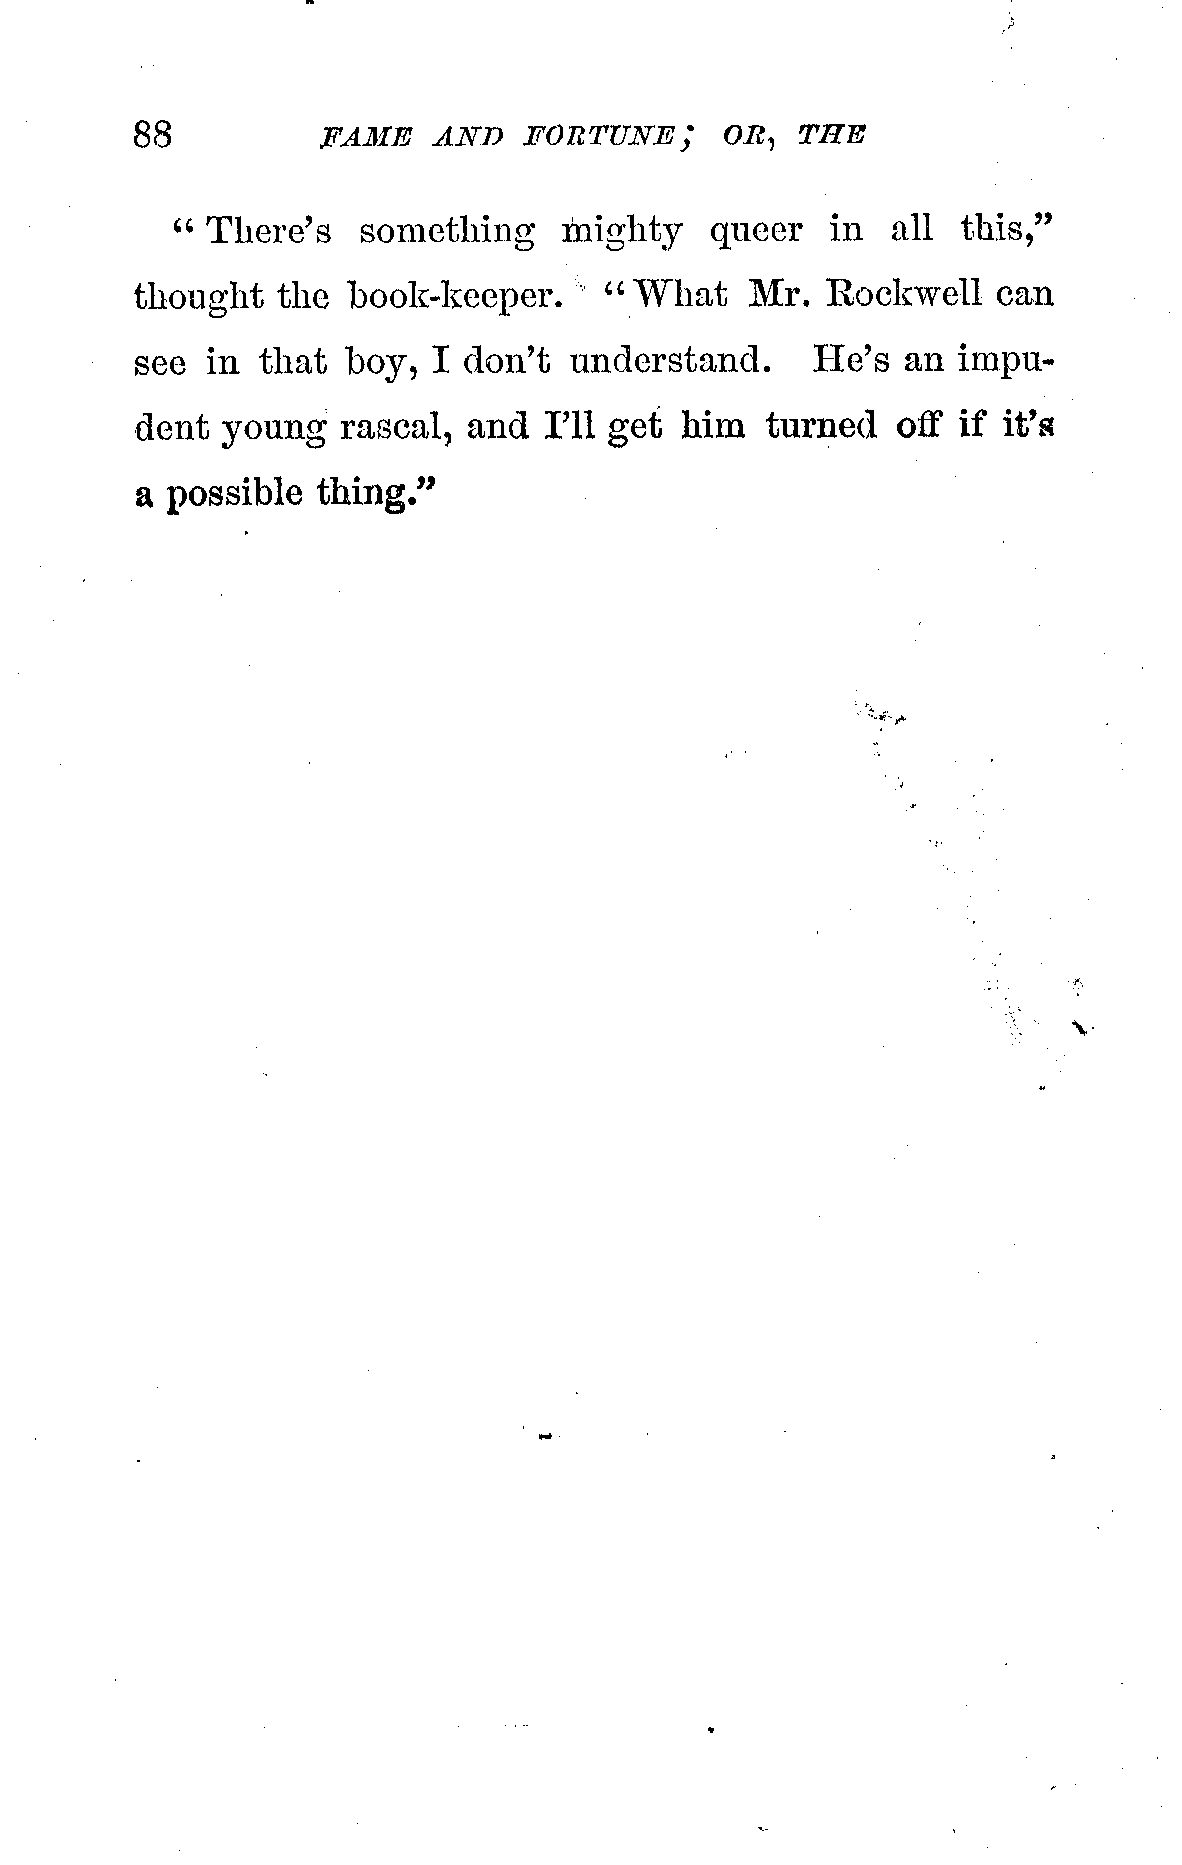 88 FAME AND FORTUNE; OR, THE
“There’s something mighty queer in all this,”
thought the book-keeper. “What Mr. Rockwell can
see in that boy, I don’t understand. He’s an impu-
dent young rascal, and I’ll get him turned off if it’s
a possible thing.”